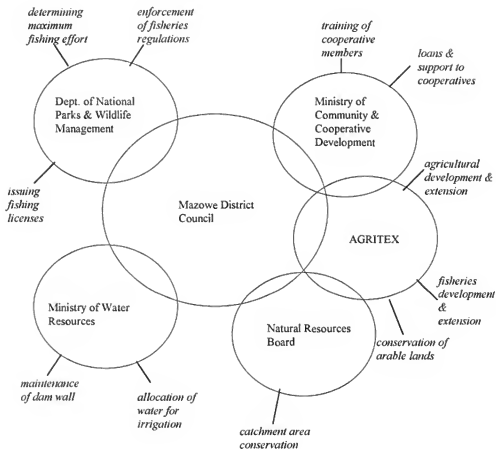 determining
maximum
fishing effort
enforcement
of fisheries
regulations
training of
cooperative
members
loans &
support to
cooperatives
Dept. of National
Parks & Wildlife
Management
Ministry of
Community &
Cooperative
Development
agricultural
development &
extension
issuing
fishing
licenses
Mazowe District
Council
AGRITEX
fisheries
development
&
extension
Ministry of Water
Resources
Natural Resources
Board
conservation of
arable lands
maintenance
of dam wall
allocation of
water for
irrigation
catchment area
conservation